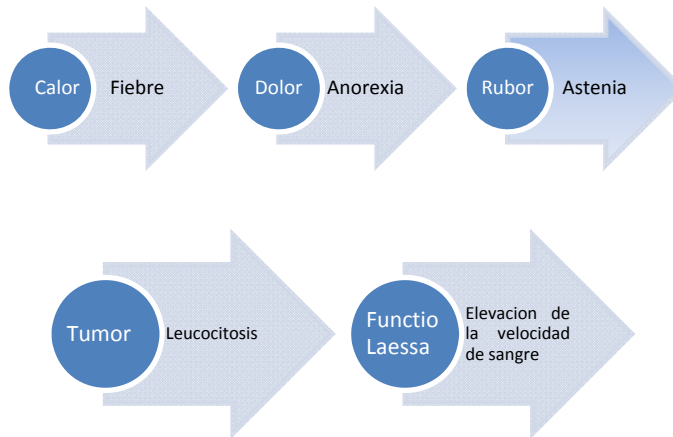 Calor Fiebre
Dolor Anorexia
Rubor Astenia
Tumor Leucocitosis
Functio
Laessa
Elevacion de
la velocidad
de sangre